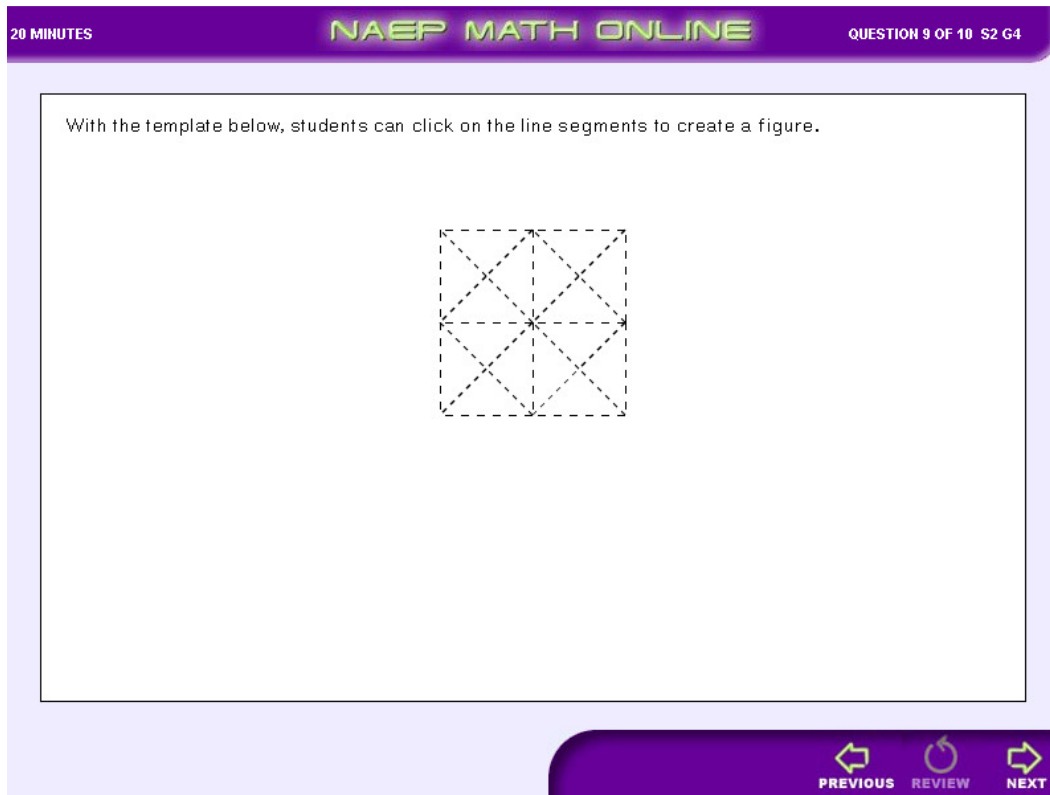 20 MINUTES
NAEP MATH ONLINE
QUESTION 9 OF 10 S2 G4
With the template below, students can click on the line segments to create a figure.
PREVIOUS
REVIEW
NEXT